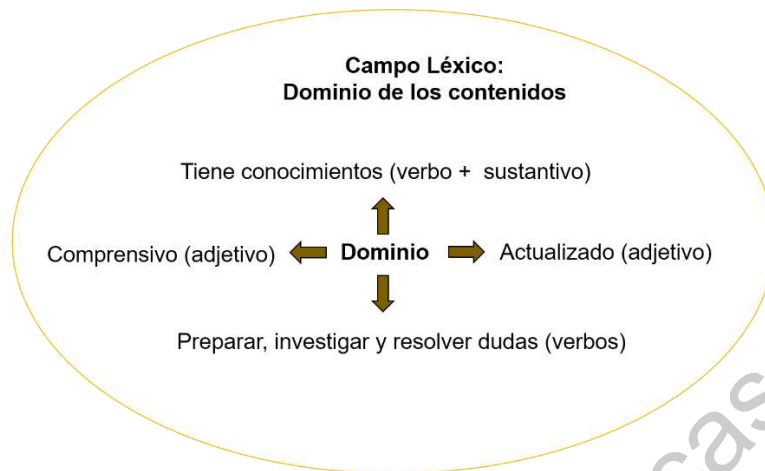 Campo Léxico:
Dominio de los contenidos
Tiene conocimientos (verbo + sustantivo)
Comprensivo (adjetivo) Dominio Actualizado (adjetivo)
Preparar, investigar y resolver dudas (verbos)
cas